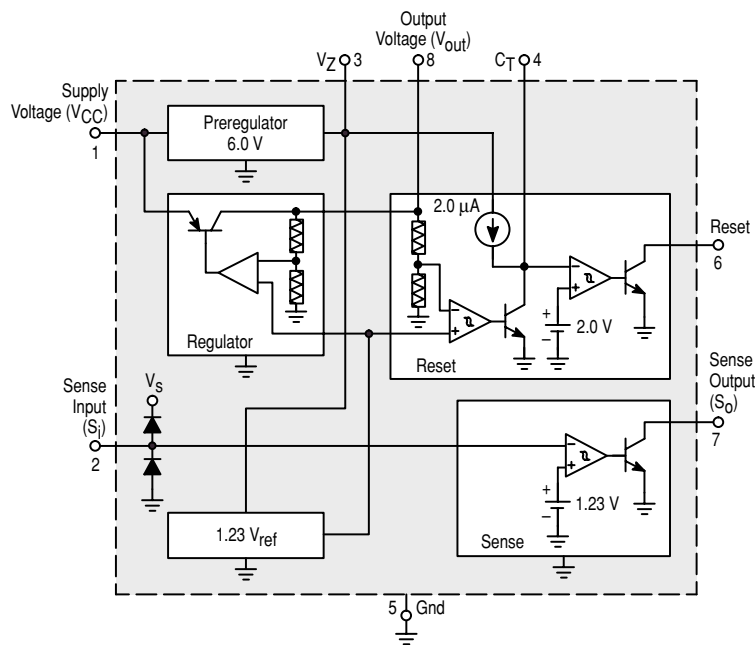 Output
Voltage (Vout)
VZ 3
8
CT 4
Supply
Voltage (VCC)
1
Preregulator
6.0 V
2.0 µA
Reset
6
+
2.0 V
−
Regulator
Reset
Sense
Input
(Si)
2
VS
Sense
Output
(So)
7
+
1.23 V
−
1.23 Vref
Sense
5 Gnd
−
+
−
+
−
+